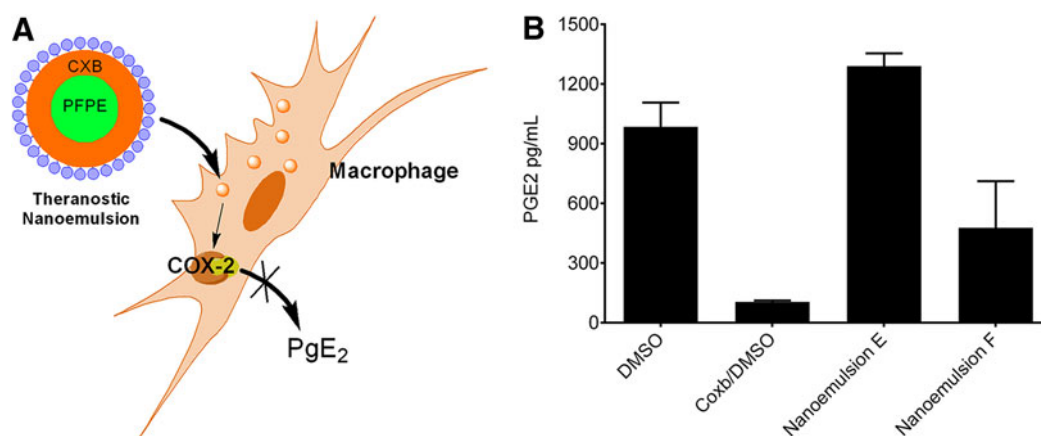 A
CXB
PFPE
Theranostic
Nanoemulsion
Macrophage
COX-2
PgE2
B
PGE2 pg/mL
1500
1200
900
600
300
0
DMSO
Coxb/DMSO
Nanoemulsion E
Nanoemulsion F